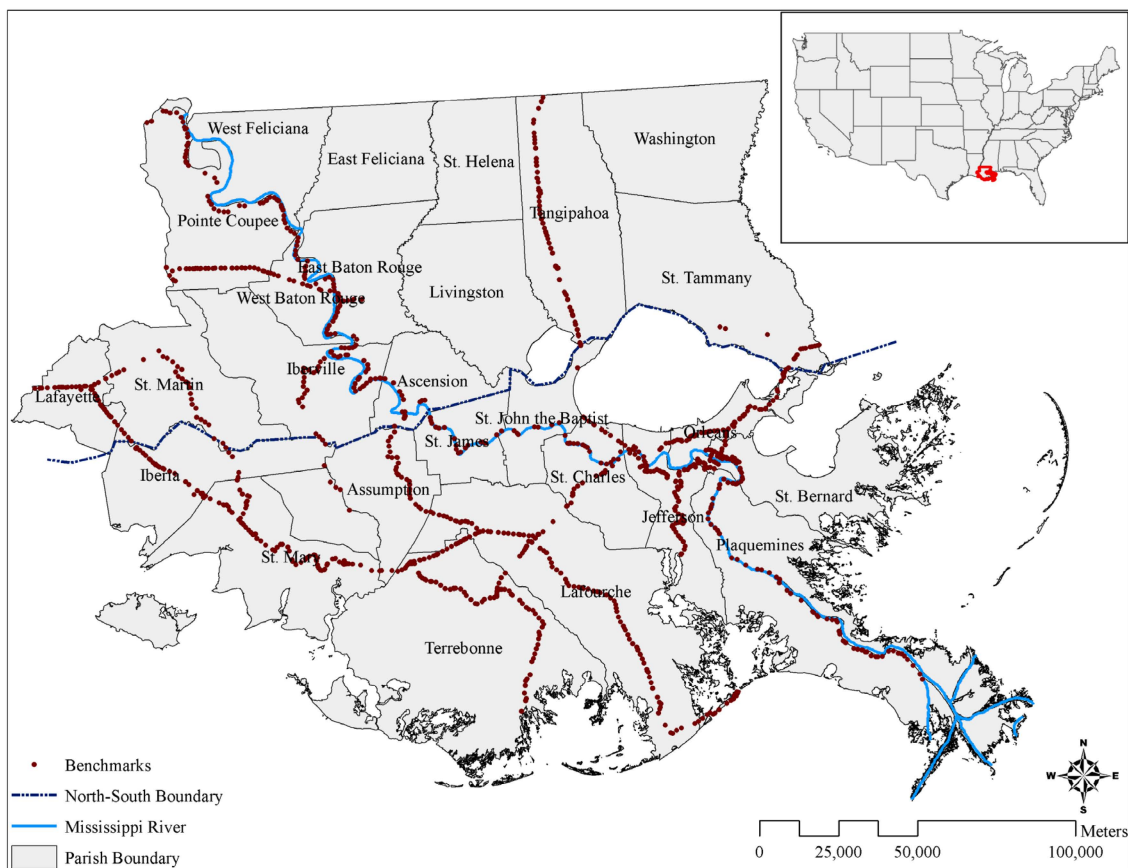 West Feliciana
East Feliciana
St. Helena
Washington
Tangipahoa
Pointe Coupee
East Baton Rouge
West Baton Rouge
Livingston
St. Tammany
Iberville
Ascension
St. Martin
Lafayette
St. John the Baptist
St. James
Orleans
Iberia
Assumption
St. Charles
St. Bernard
Jefferson
Plaquemines
St. Mary
Lafourche
Terrebonne
Benchmarks
North-South Boundary
Mississippi River
Parish Boundary
N
W E
S
Meters
0 25,000 50,000 100,000